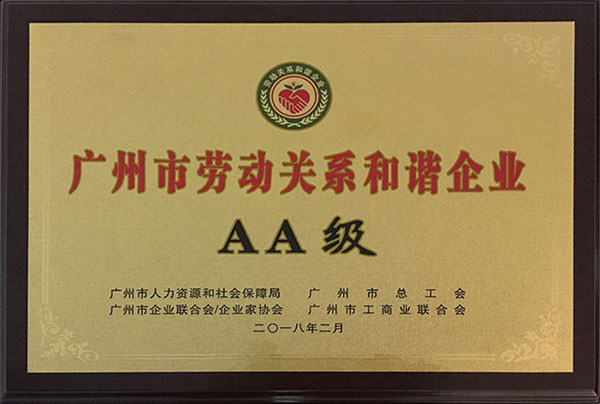 劳动关系和谐企业
广州市劳动关系和谐企业
AA级
广州市人力资源和社会保障局 广州市总工会
广州市企业联合会/企业家协会 广州市工商业联合会
二〇一八年二月